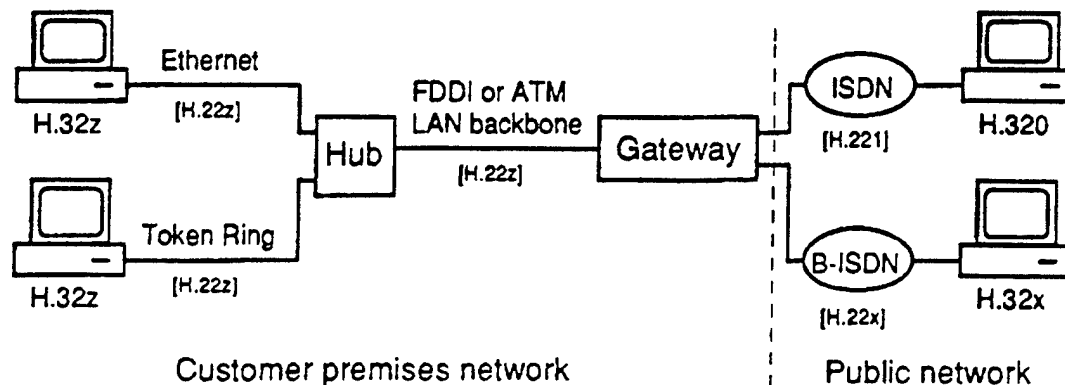 Ethernet
[H.22z]
H.32z
FDDI or ATM
LAN backbone
[H.22z]
Hub
Gateway
Token Ring
[H.22z]
H.32z
ISDN
[H.221]
H.320
B-ISDN
[H.22x]
H.32x
Customer premises network
Public network